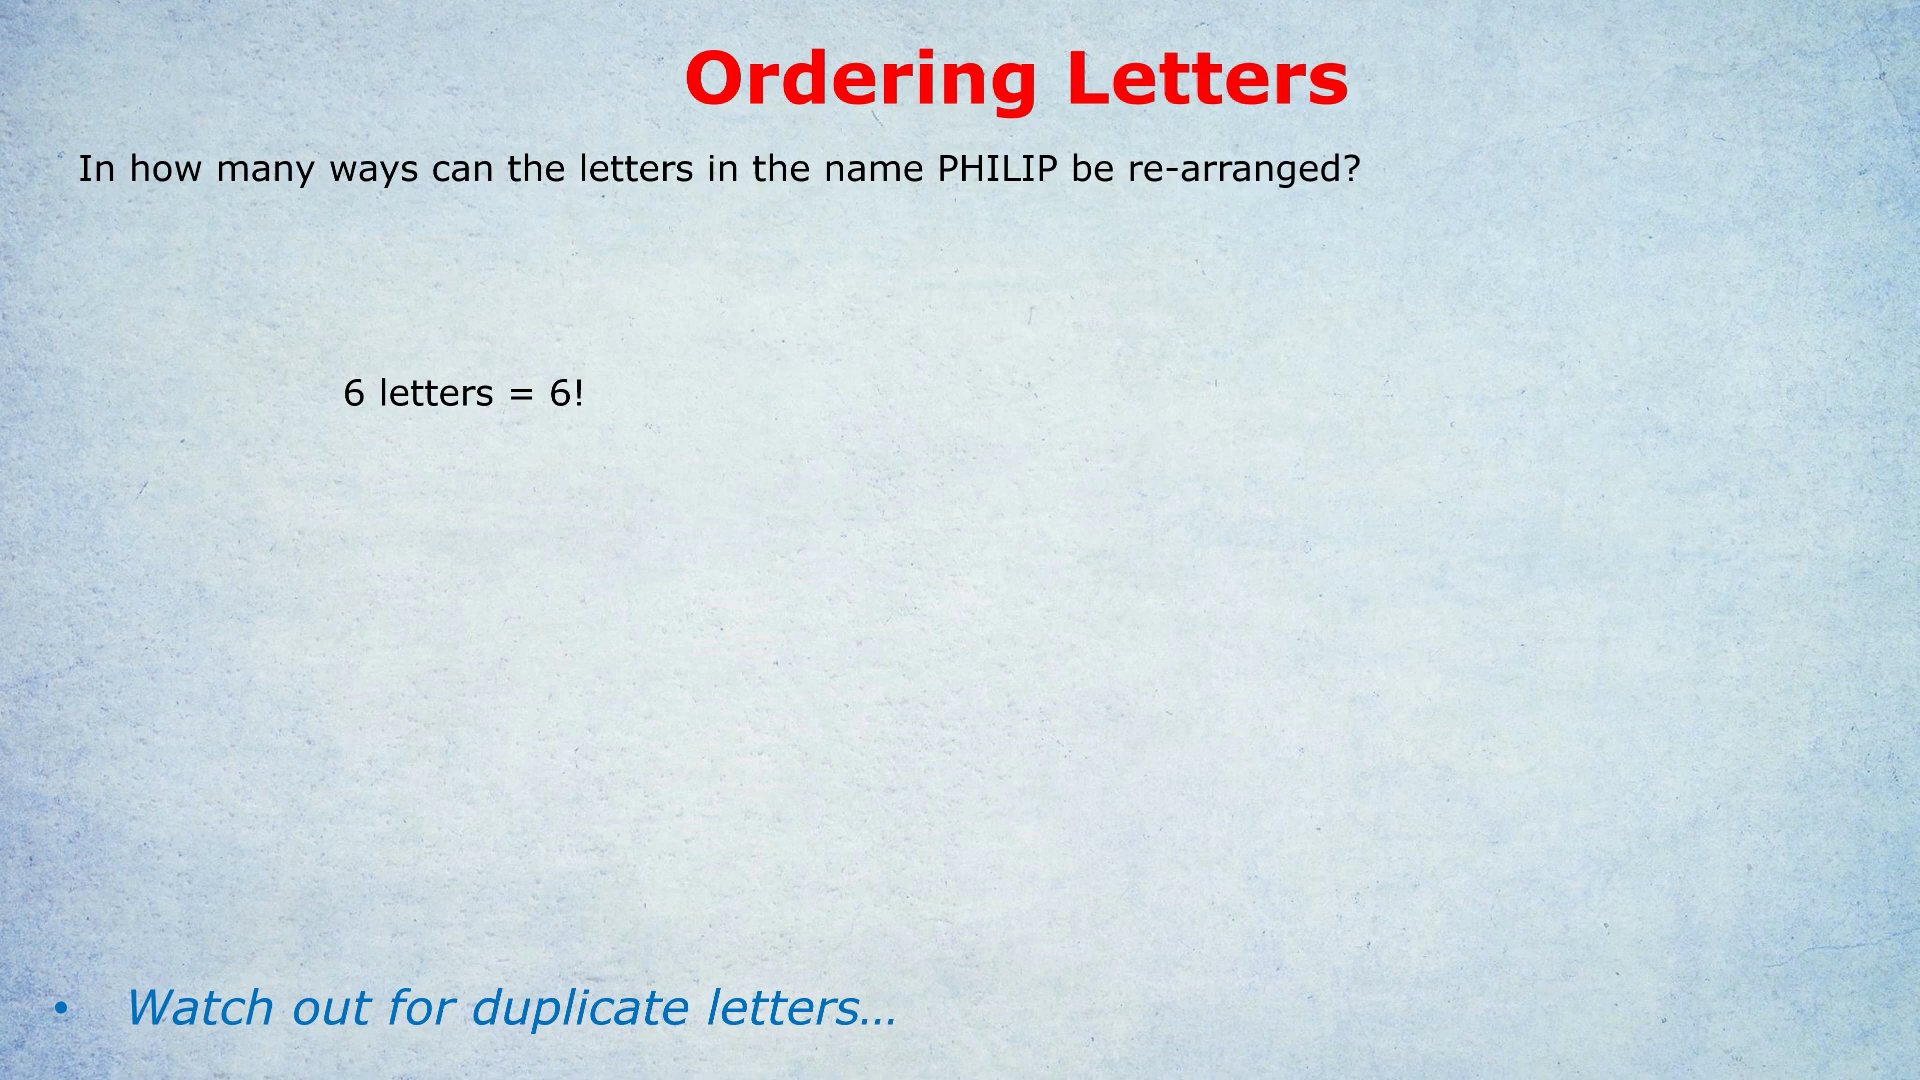 Ordering Letters
In how many ways can the letters in the name PHILIP be re-arranged?
6 letters = 6!
• Watch out for duplicate letters…